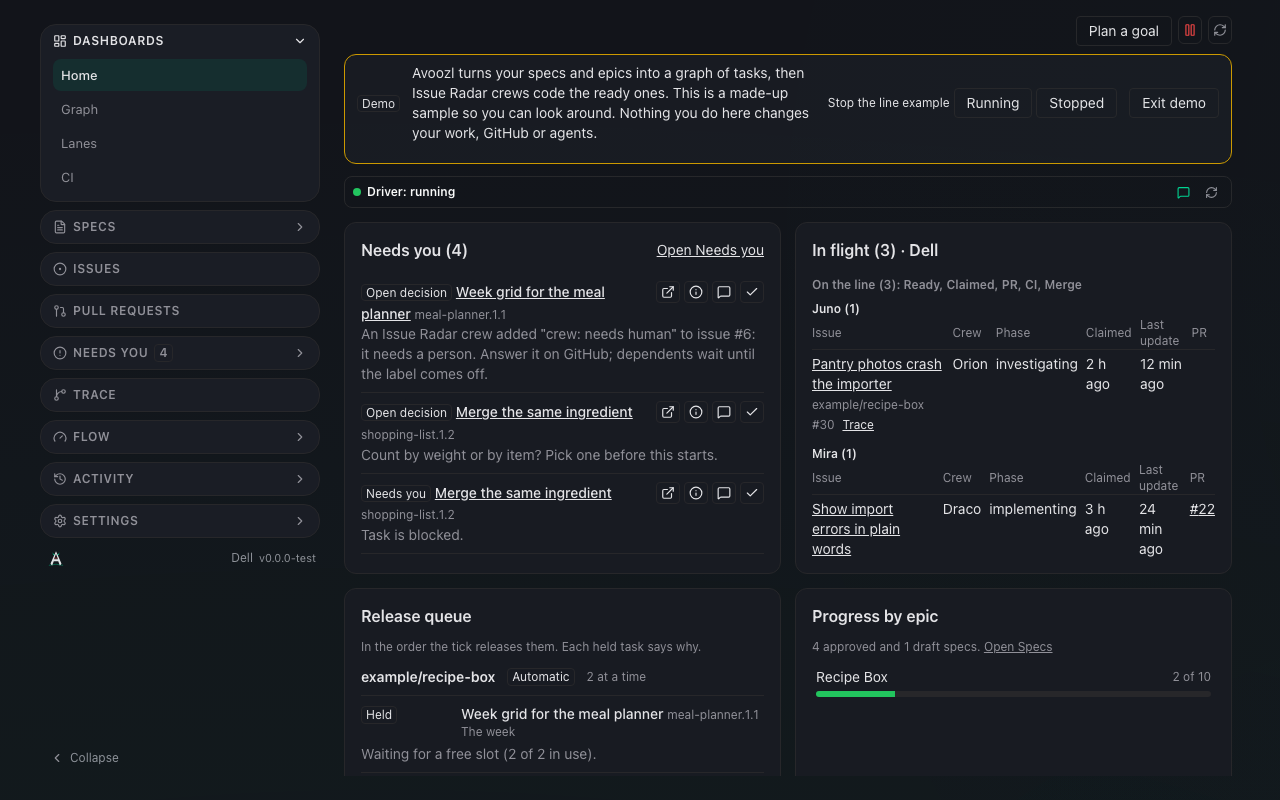 DASHBOARDS
Home
Graph
Lanes
CI
SPECS
ISSUES
PULL REQUESTS
NEEDS YOU 4
TRACE
FLOW
ACTIVITY
SETTINGS
A
Dell v0.0.0-test
Collapse
Plan a goal
Demo
Avoozl turns your specs and epics into a graph of tasks, then
Issue Radar crews code the ready ones. This is a made-up
sample so you can look around. Nothing you do here changes
your work, GitHub or agents.
Stop the line example Running Stopped Exit demo
Driver: running
Needs you (4) Open Needs you
Open decision Week grid for the meal
planner meal-planner.1.1
An Issue Radar crew added "crew: needs human" to issue #6:
it needs a person. Answer it on GitHub; dependents wait until
the label comes off.
Open decision Merge the same ingredient
shopping-list.1.2
Count by weight or by item? Pick one before this starts.
Needs you Merge the same ingredient
shopping-list.1.2
Task is blocked.
In flight (3) · Dell
On the line (3): Ready, Claimed, PR, CI, Merge
Juno (1)
Issue Crew Phase Claimed Last update PR
Pantry photos crash Orion investigating 2 h 12 min
the importer ago ago
example/recipe-box
#30 Trace
Mira (1)
Issue Crew Phase Claimed Last update PR
Show import Draco implementing 3 h 24 #22
errors in plain ago min
words ago
Release queue
In the order the tick releases them. Each held task says why.
example/recipe-box Automatic 2 at a time
Held Week grid for the meal planner meal-planner.1.1
The week
Waiting for a free slot (2 of 2 in use).
Progress by epic
4 approved and 1 draft specs. Open Specs
Recipe Box 2 of 10